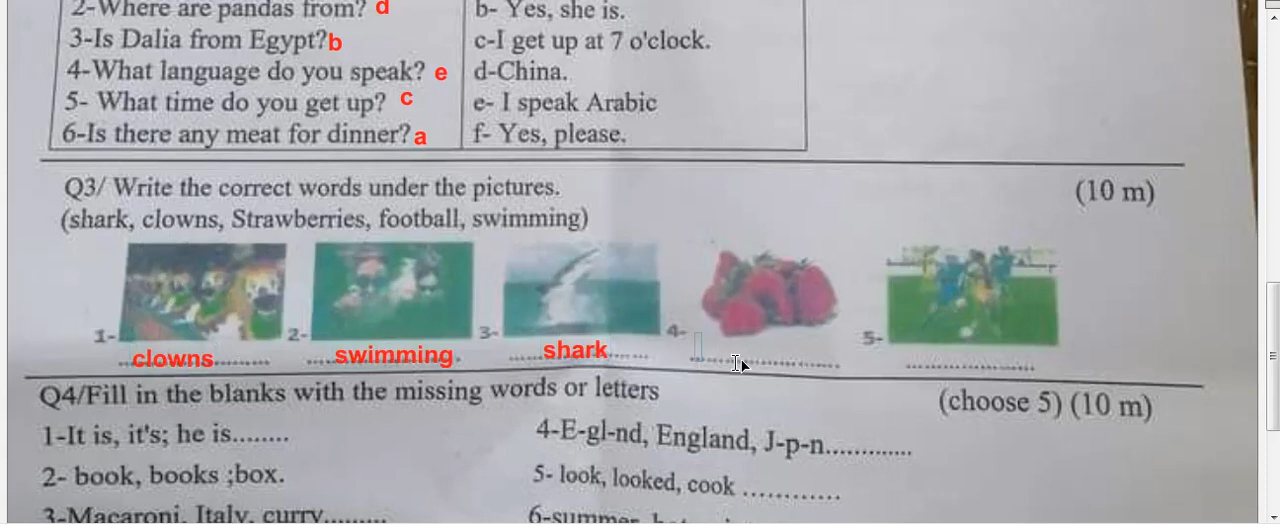 2-Where are pandas from? d
b- Yes, she is.
3-Is Dalia from Egypt?b
c-I get up at 7 o'clock.
4-What language do you speak? e
d-China.
5- What time do you get up? c
e- I speak Arabic
6-Is there any meat for dinner?a
f- Yes, please.
Q3/ Write the correct words under the pictures. (10 m)
(shark, clowns, Strawberries, football, swimming)
1- 2- 3- 4- 5-
clowns swimming shark
Q4/Fill in the blanks with the missing words or letters (choose 5) (10 m)
1-It is, it's; he is........
4-E-gl-nd, England, J-p-n.............
2- book, books ;box.
5- look, looked, cook ............
3-Macaroni, Italy, curry.........
6-summer,